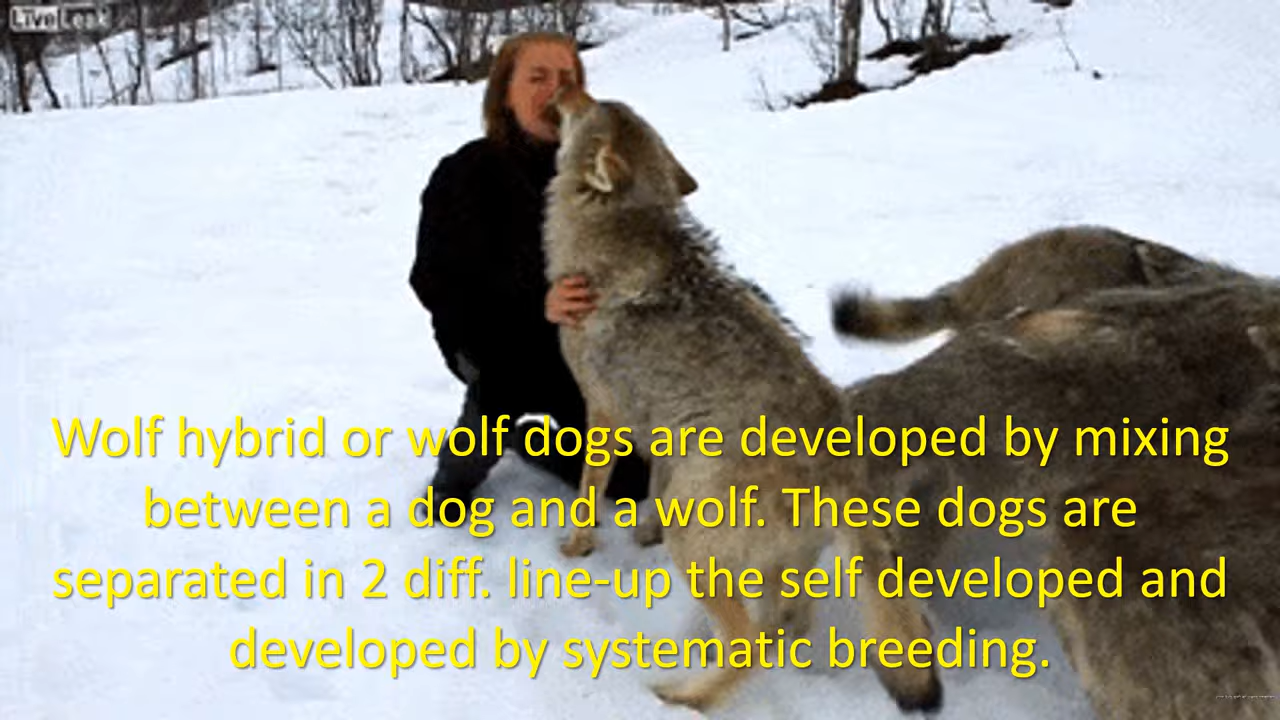 LiveLeak
Wolf hybrid or wolf dogs are developed by mixing
between a dog and a wolf. These dogs are
separated in 2 diff. line-up the self developed and
developed by systematic breeding.